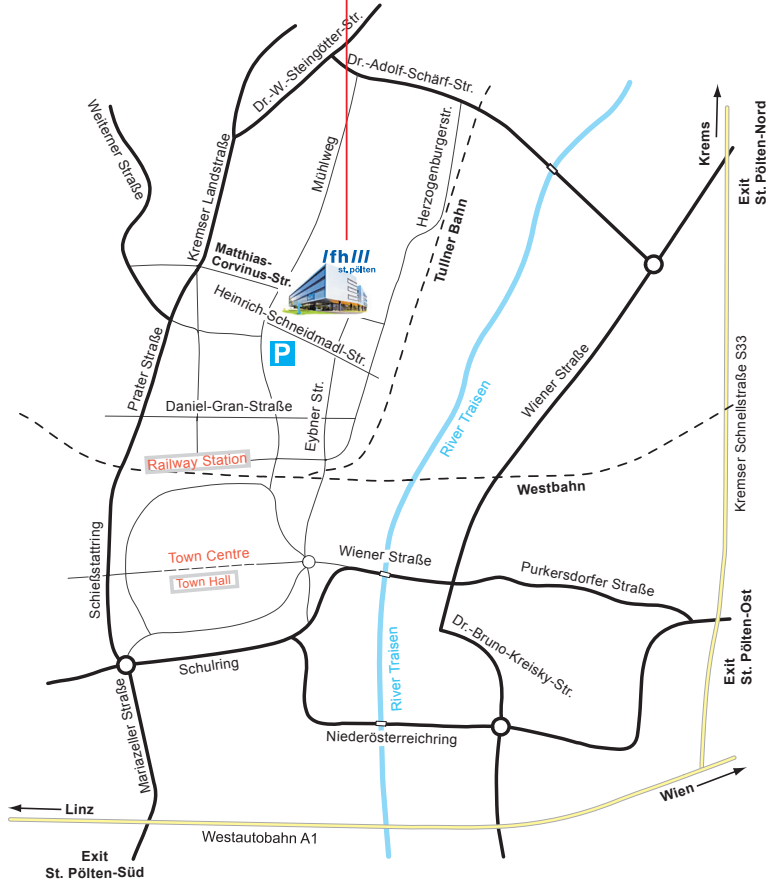 Dr.-W.-Steingötter-Str.
Dr.-Adolf-Schärf-Str.
Weiterner Straße
Kremser Landstraße
Mühlweg
Herzogenburgerstr.
Tullner Bahn
Krems
Exit
St. Pölten-Nord
Matthias-
Corvinus-Str.
/fh///
st.pölten
Heinrich-Schneidmadl-Str.
P
Prater Straße
Daniel-Gran-Straße
Eybner Str.
River Traisen
Wiener Straße
Kremser Schnellstraße S33
Railway Station
Westbahn
Schießstattring
Town Centre
Town Hall
Wiener Straße
Purkersdorfer Straße
Dr.-Bruno-Kreisky-Str.
Exit
St. Pölten-Ost
Schulring
River Traisen
Mariazeller Straße
Niederösterreichring
Linz
Wien
Westautobahn A1
Exit
St. Pölten-Süd